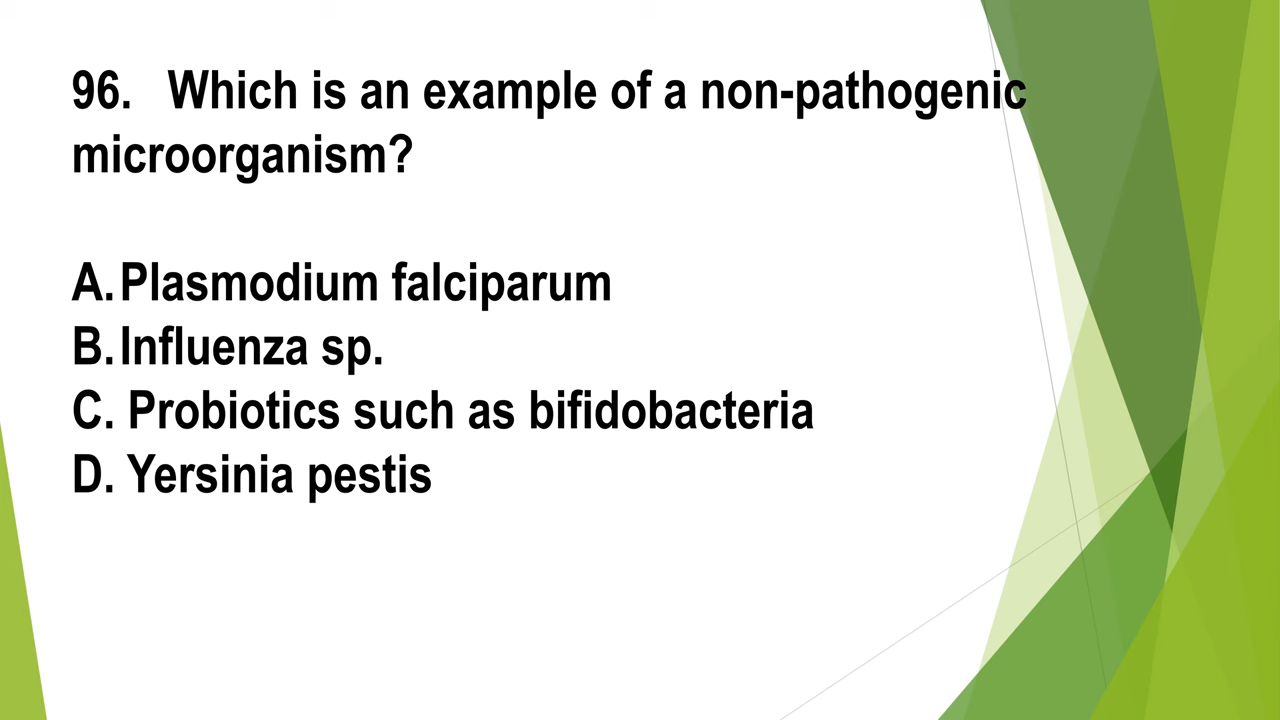 96. Which is an example of a non-pathogenic
microorganism?
A. Plasmodium falciparum
B. Influenza sp.
C. Probiotics such as bifidobacteria
D. Yersinia pestis